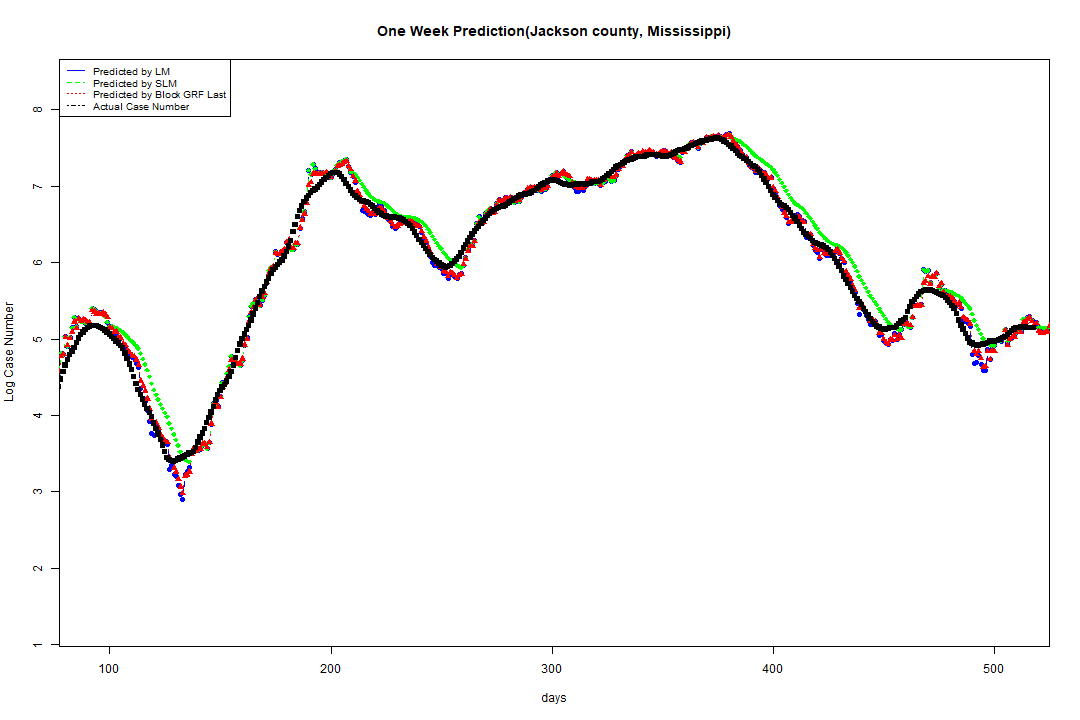 One Week Prediction(Jackson county, Mississippi)
Predicted by LM
Predicted by SLM
Predicted by Block GRF Last
Actual Case Number
8
7
6
5
4
3
2
1
Log Case Number
100 200 300 400 500
days